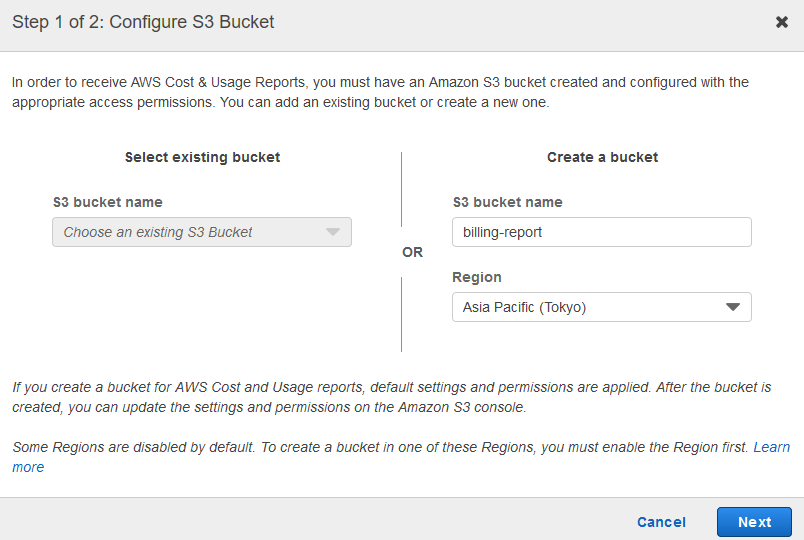 Step 1 of 2: Configure S3 Bucket
In order to receive AWS Cost & Usage Reports, you must have an Amazon S3 bucket created and configured with the
appropriate access permissions. You can add an existing bucket or create a new one.
Select existing bucket
S3 bucket name
Choose an existing S3 Bucket
OR
Create a bucket
S3 bucket name
billing-report
Region
Asia Pacific (Tokyo)
If you create a bucket for AWS Cost and Usage reports, default settings and permissions are applied. After the bucket is
created, you can update the settings and permissions on the Amazon S3 console.
Some Regions are disabled by default. To create a bucket in one of these Regions, you must enable the Region first. Learn
more
Cancel
Next